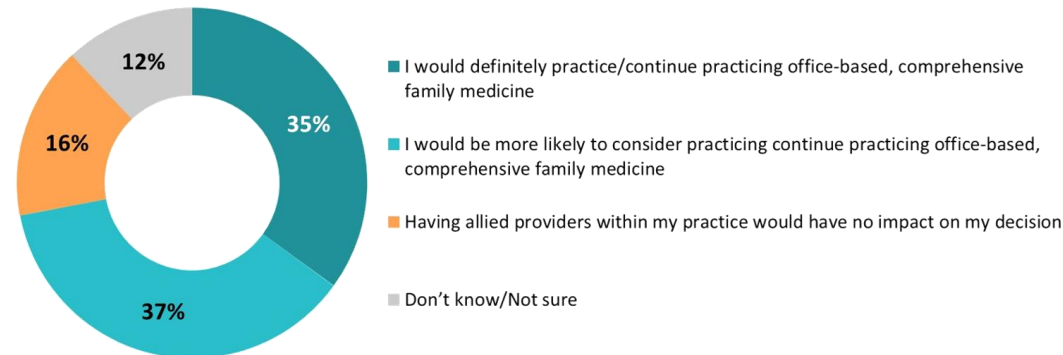 12%
35%
16%
37%
I would definitely practice/continue practicing office-based, comprehensive
family medicine
I would be more likely to consider practicing continue practicing office-based,
comprehensive family medicine
Having allied providers within my practice would have no impact on my decision
Don’t know/Not sure